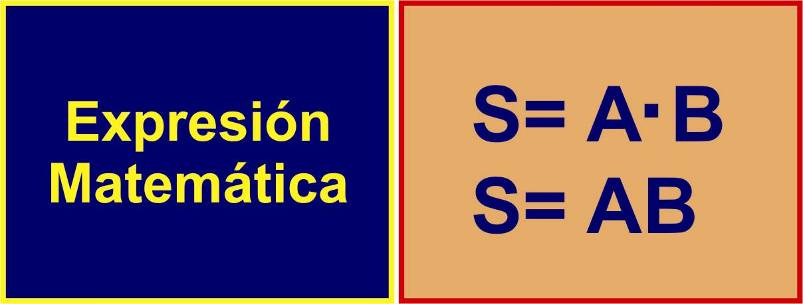 Expresión
Matemática
S= A·B
S= AB